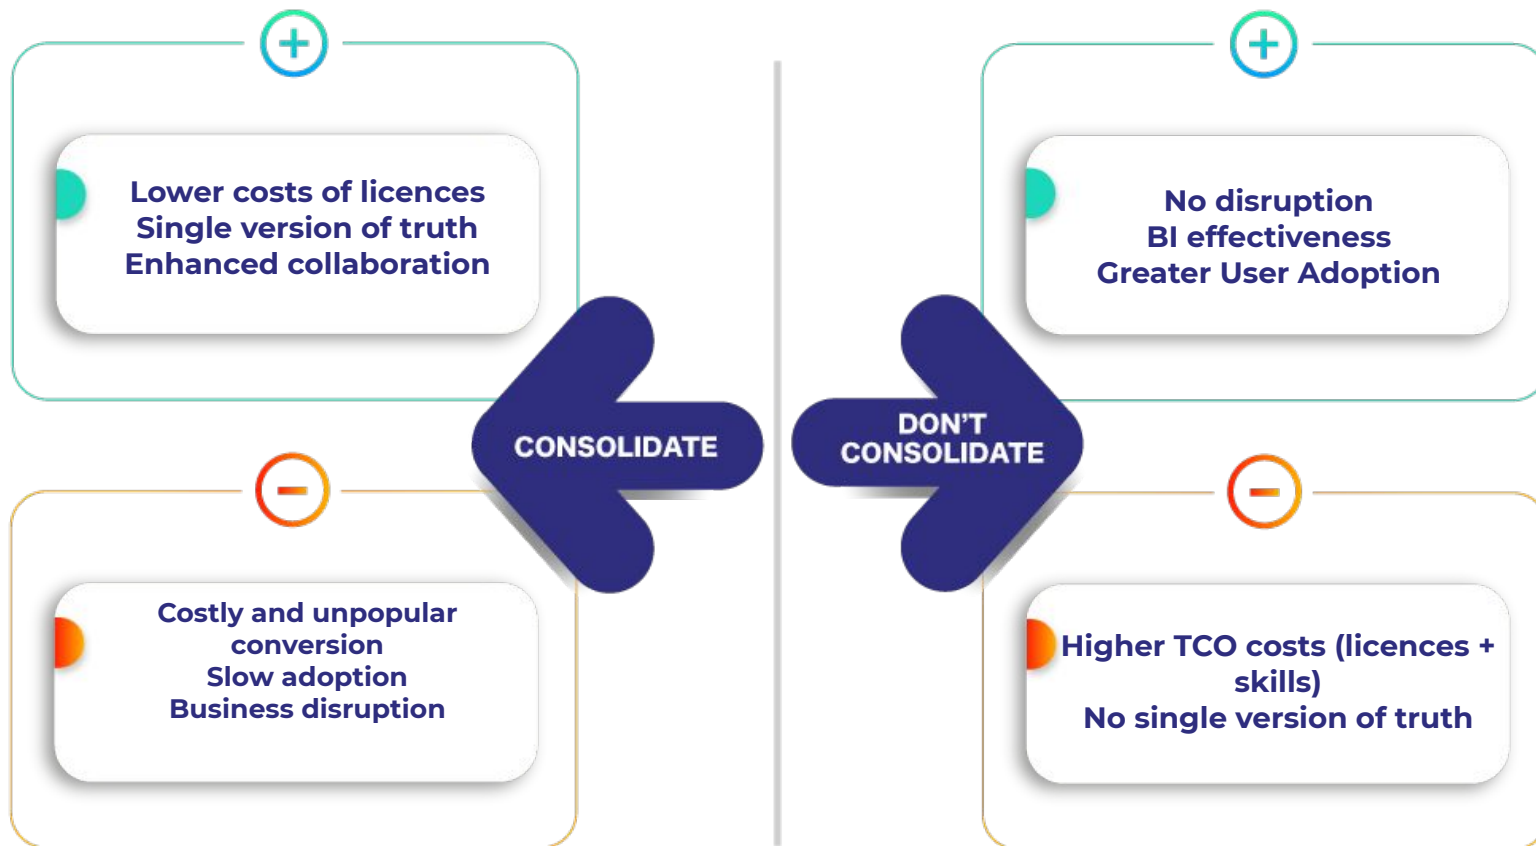 Lower costs of licences
Single version of truth
Enhanced collaboration
CONSOLIDATE
Costly and unpopular
conversion
Slow adoption
Business disruption
No disruption
BI effectiveness
Greater User Adoption
DON'T
CONSOLIDATE
Higher TCO costs (licences +
skills)
No single version of truth